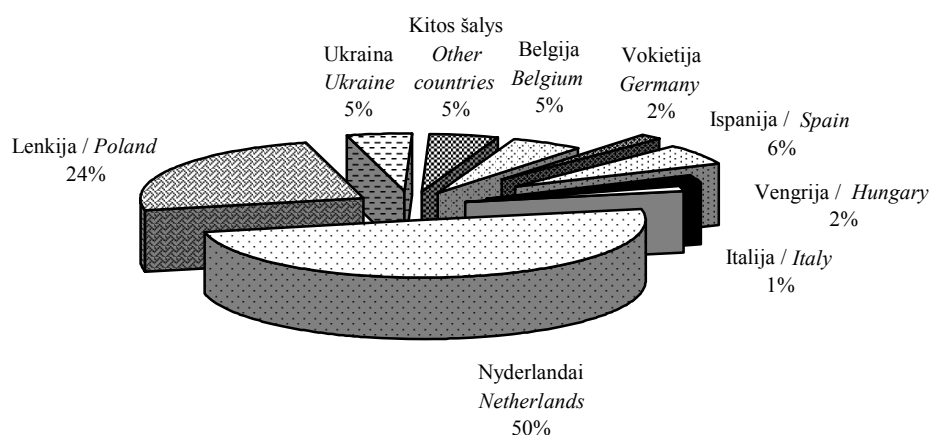 Kitos šalys
Other
countries
5%
Ukraina
Ukraine
5%
Belgija
Belgium
5%
Vokietija
Germany
2%
Ispanija / Spain
6%
Lenkija / Poland
24%
Vengrija / Hungary
2%
Italija / Italy
1%
Nyderlandai
Netherlands
50%